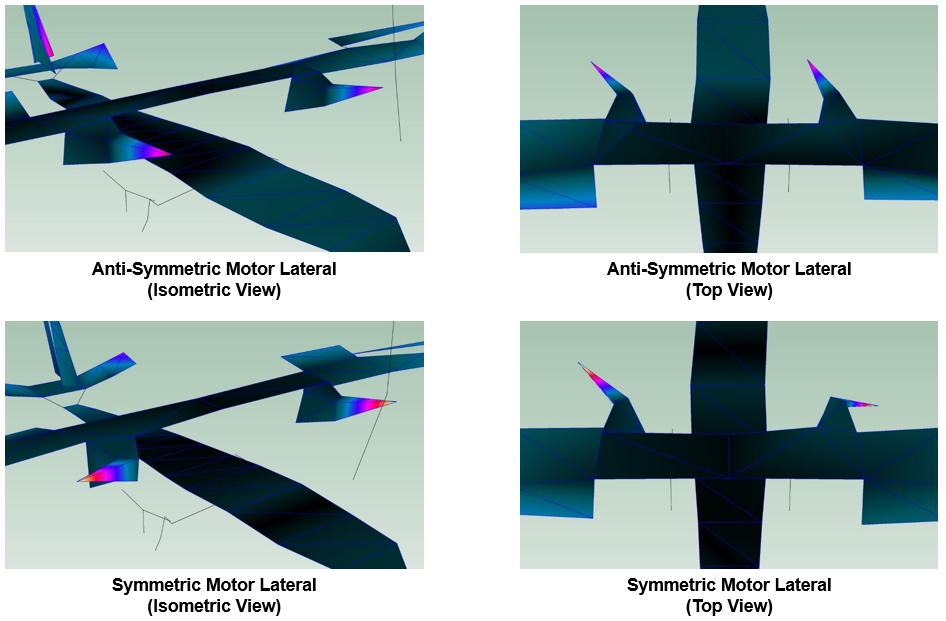 Anti-Symmetric Motor Lateral
(Isometric View)
Anti-Symmetric Motor Lateral
(Top View)
Symmetric Motor Lateral
(Isometric View)
Symmetric Motor Lateral
(Top View)